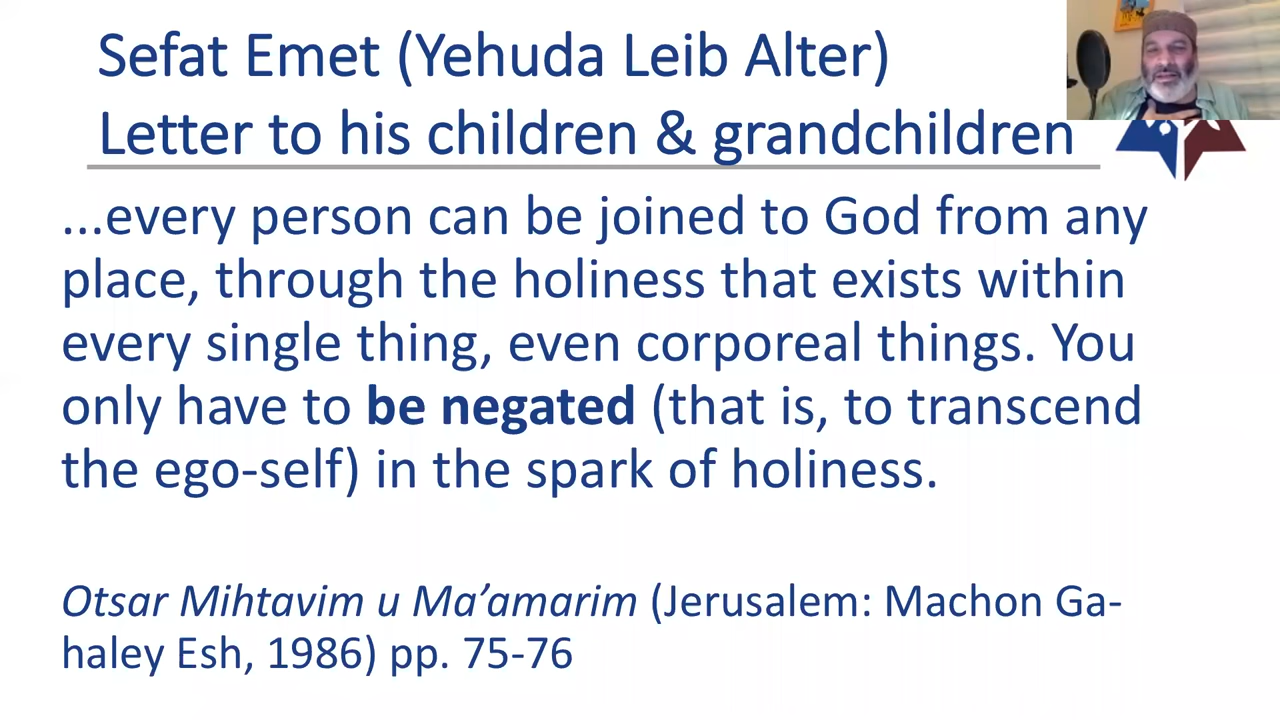 Sefat Emet (Yehuda Leib Alter)
Letter to his children & grandchildren
...every person can be joined to God from any
place, through the holiness that exists within
every single thing, even corporeal things. You
only have to be negated (that is, to transcend
the ego-self) in the spark of holiness.
Otsar Mihtavim u Ma’amarim (Jerusalem: Machon Ga-
haley Esh, 1986) pp. 75-76